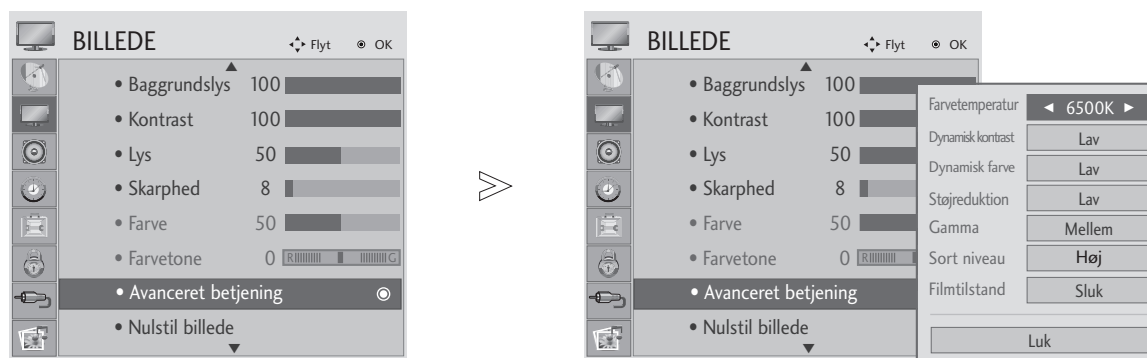 BILLEDE Flyt OK
• Baggrundslys 100
• Kontrast 100
• Lys 50
• Skarphed 8
• Farve 50
• Farvetone 0 R G
• Avanceret betjening
• Nulstil billede
BILLEDE Flyt OK
• Baggrundslys 100
• Kontrast 100
• Lys 50
• Skarphed 8
• Farve 50
• Farvetone 0 R
• Avanceret betjening
• Nulstil billede
Farvetemperatur ◄ 6500K ►
Dynamisk kontrast Lav
Dynamisk farve Lav
Støjreduktion Lav
Gamma Mellem
Sort niveau Høj
Filmtilstand Sluk
Luk